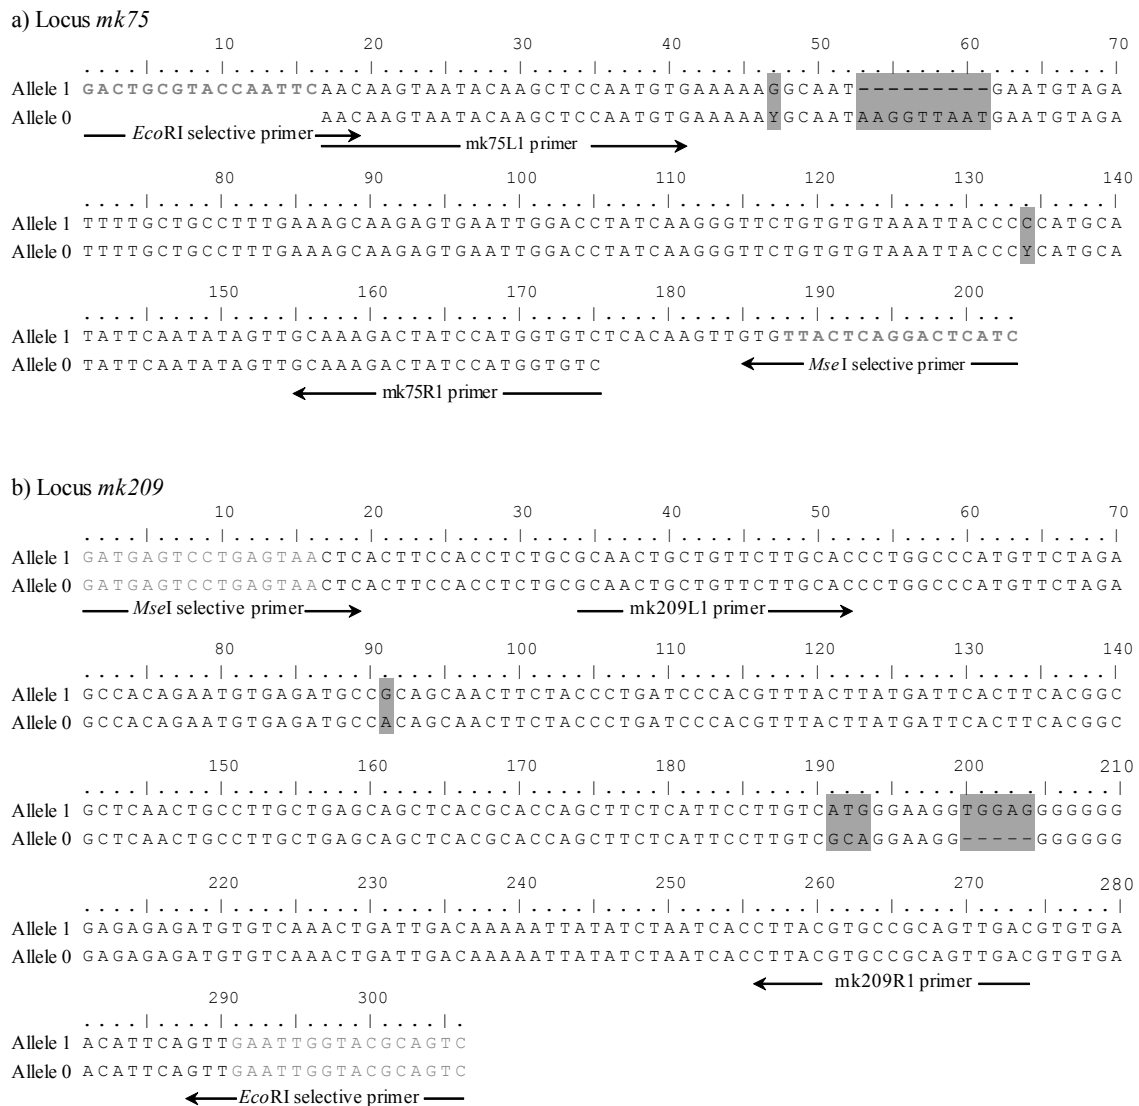 a) Locus mk75
10 20 30 40 50 60 70
....|....|....|....|....|....|....|....|....|....|....|....|....|....|
Allele 1 GACTGCGTACCAATTCAACAAGTAATACAAGCTCCAATGTGAAAAAGGCAAT---------GAATGTAGA
Allele 0 AACAAGTAATACAAGCTCCAATGTGAAAAAYGCAATAAGGTTAATGAATGTAGA
EcoRI selective primer mk75L1 primer
80 90 100 110 120 130 140
....|....|....|....|....|....|....|....|....|....|....|....|....|....|
Allele 1 TTTTGCTGCCTTTGAAAGCAAGAGTGAATTGGACCTATCAAGGGTTCTGTGTGTAAATTACCCCCATGCA
Allele 0 TTTTGCTGCCTTTGAAAGCAAGAGTGAATTGGACCTATCAAGGGTTCTGTGTGTAAATTACCCYCATGCA
150 160 170 180 190 200
....|....|....|....|....|....|....|....|....|....|....|....|...
Allele 1 TATTCAATATAGTTGCAAAGACTATCCATGGTGTCTCACAAGTTGTGTTACTCAGGACTCATC
Allele 0 TATTCAATATAGTTGCAAAGACTATCCATGGTGTC
MseI selective primer
mk75R1 primer
b) Locus mk209
10 20 30 40 50 60 70
....|....|....|....|....|....|....|....|....|....|....|....|....|....|
Allele 1 GATGAGTCCTGAGTAACTCACTTCCACCTCTGCGCAACTGCTGTTCTTGCACCCTGGCCCATGTTCTAGA
Allele 0 GATGAGTCCTGAGTAACTCACTTCCACCTCTGCGCAACTGCTGTTCTTGCACCCTGGCCCATGTTCTAGA
MseI selective primer mk209L1 primer
80 90 100 110 120 130 140
....|....|....|....|....|....|....|....|....|....|....|....|....|....|
Allele 1 GCCACAGAATGTGAGATGCCGCAGCAACTTCTACCCTGATCCCACGTTTACTTATGATTCACTTCACGGC
Allele 0 GCCACAGAATGTGAGATGCCACAGCAACTTCTACCCTGATCCCACGTTTACTTATGATTCACTTCACGGC
150 160 170 180 190 200 210
....|....|....|....|....|....|....|....|....|....|....|....|....|....|
Allele 1 GCTCAACTGCCTTGCTGAGCAGCTCACGCACCAGCTTCTCATTCCTTGTCATGGGAAGGTGGAGGGGGGG
Allele 0 GCTCAACTGCCTTGCTGAGCAGCTCACGCACCAGCTTCTCATTCCTTGTCGCAGGAAGG-----GGGGGG
220 230 240 250 260 270 280
....|....|....|....|....|....|....|....|....|....|....|....|....|....|
Allele 1 GAGAGAGATGTGTCAAACTGATTGACAAAAATTATATCTAATCACCTTACGTGCCGCAGTTGACGTGTGA
Allele 0 GAGAGAGATGTGTCAAACTGATTGACAAAAATTATATCTAATCACCTTACGTGCCGCAGTTGACGTGTGA
mk209R1 primer
290 300
....|....|....|....|....|.
Allele 1 ACATTCAGTTGAATTGGTACGCAGTC
Allele 0 ACATTCAGTTGAATTGGTACGCAGTC
EcoRI selective primer